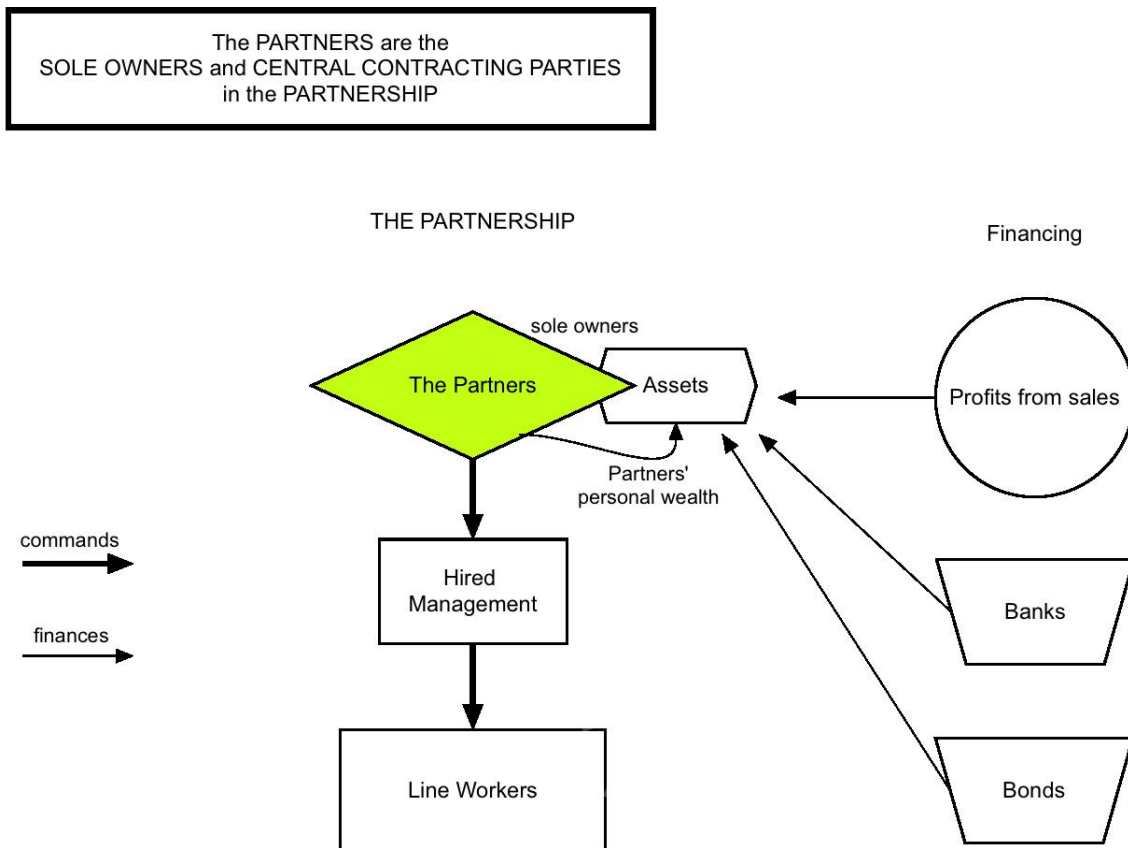 The PARTNERS are the
SOLE OWNERS and CENTRAL CONTRACTING PARTIES
in the PARTNERSHIP
THE PARTNERSHIP
Financing
sole owners
The Partners
Assets
Profits from sales
Partners'
personal wealth
commands
Hired
Management
Banks
finances
Line Workers
Bonds